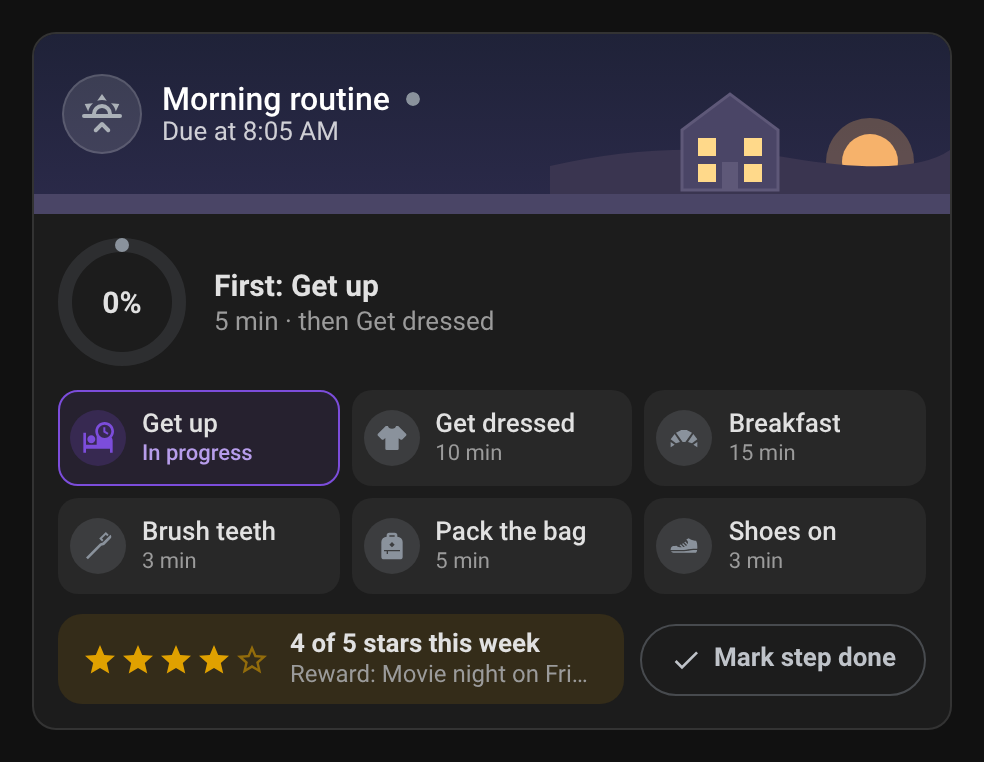 Morning routine
Due at 8:05 AM
0%
First: Get up
5 min · then Get dressed
Get up
In progress
Get dressed
10 min
Breakfast
15 min
Brush teeth
3 min
Pack the bag
5 min
Shoes on
3 min
4 of 5 stars this week
Reward: Movie night on Fri...
Mark step done